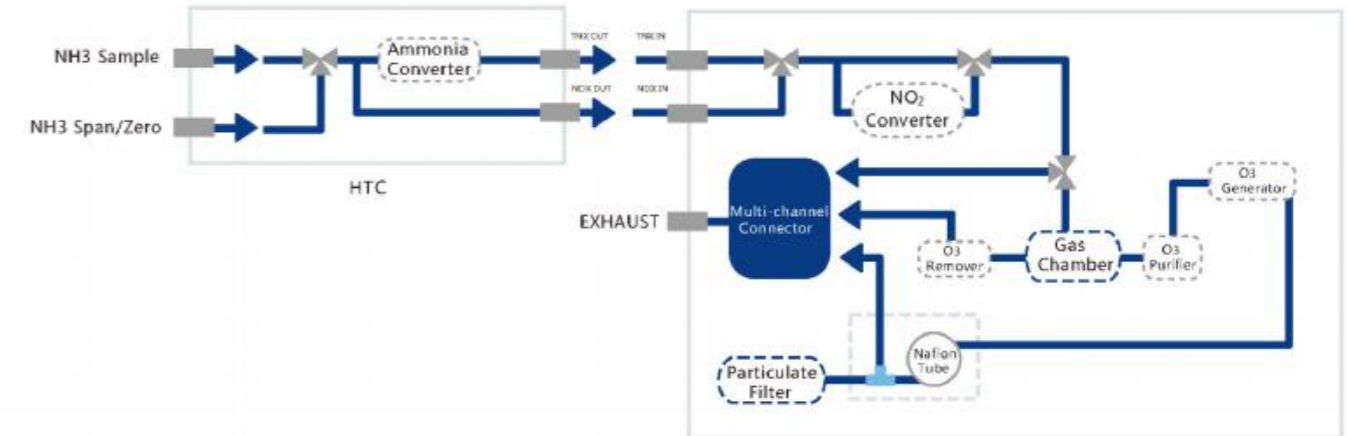 NH3 Sample
NH3 Span/Zero
Ammonia
Converter
HTC
TNX OUT
TNX IN
NOX OUT
NOX IN
NO2
Converter
EXHAUST
Multi-channel
Connector
O3
Remover
Gas
Chamber
O3
Purifier
O3
Generator
Particulate
Filter
Nafion
Tube